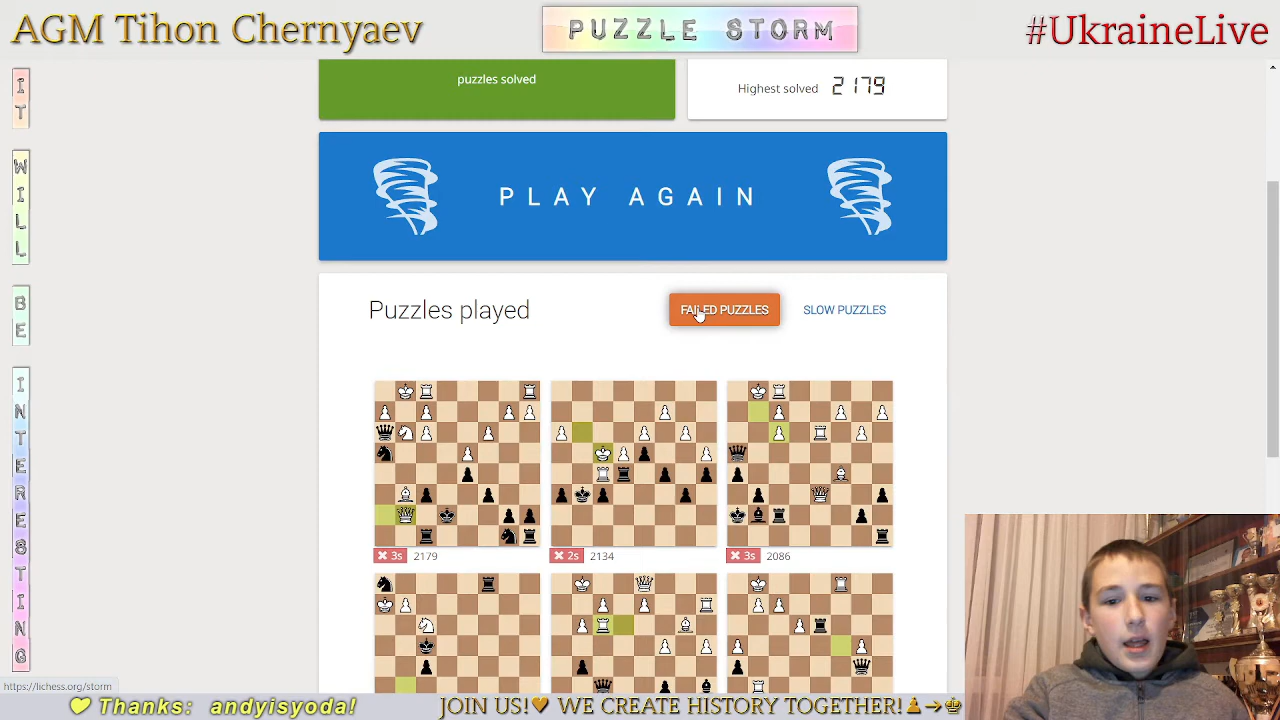 AGM Tihon Chernyaev
PUZZLE STORM
#UkraineLive
IT WILL BE INTERESTING
puzzles solved
Highest solved 2179
PLAY AGAIN
Puzzles played
FAILED PUZZLES
SLOW PUZZLES
✖ 3s 2179
✖ 2s 2134
✖ 3s 2086
https://lichess.org/storm
💛 Thanks: andyisyoda!
JOIN US!🧡 WE CREATE HISTORY TOGETHER!♟→♚